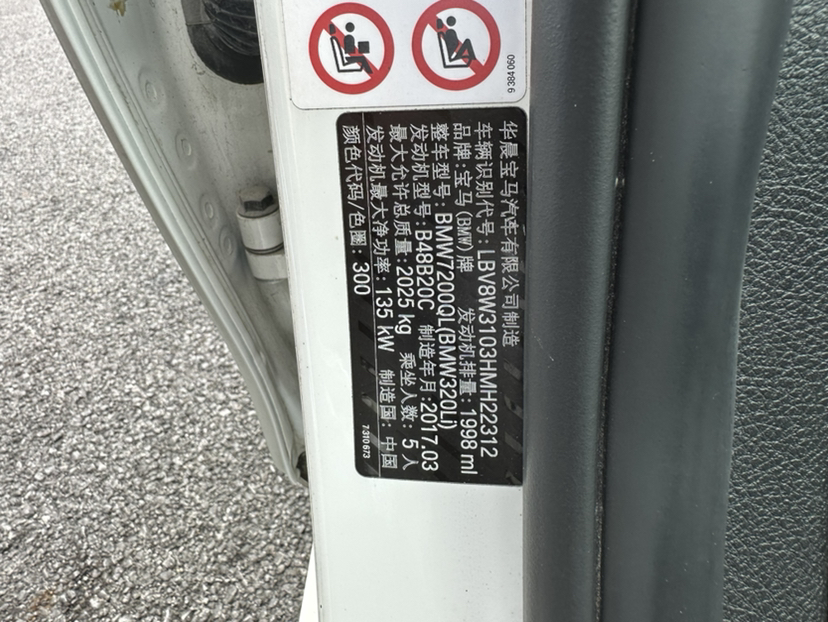 9 384 060
华晨宝马汽车有限公司制造
车辆识别代号: LBV8W3103HMH22312
品牌:宝马(BMW)牌 发动机排量:1998 ml
整车型号: BMW7200QL(BMW320Li)
发动机型号: B48B20C 制造年月:2017.03
最大允许总质量:2025 kg 乘坐人数: 5 人
发动机最大净功率: 135 kW 制造国: 中国
颜色代码/色圈: 300
7 310 673